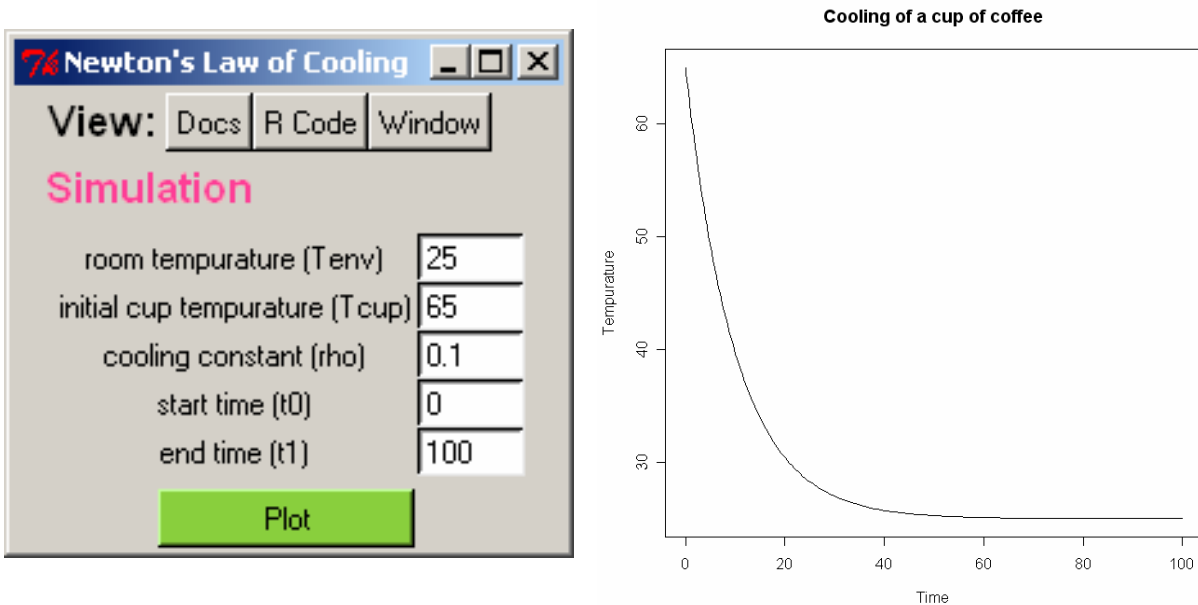 Newton's Law of Cooling
View: Docs R Code Window
Simulation
room tempurature (Tenv) 25
initial cup tempurature (Tcup) 65
cooling constant (rho) 0.1
start time (t0) 0
end time (t1) 100
Plot
Cooling of a cup of coffee
Tempurature
60
50
40
30
0 20 40 60 80 100
Time